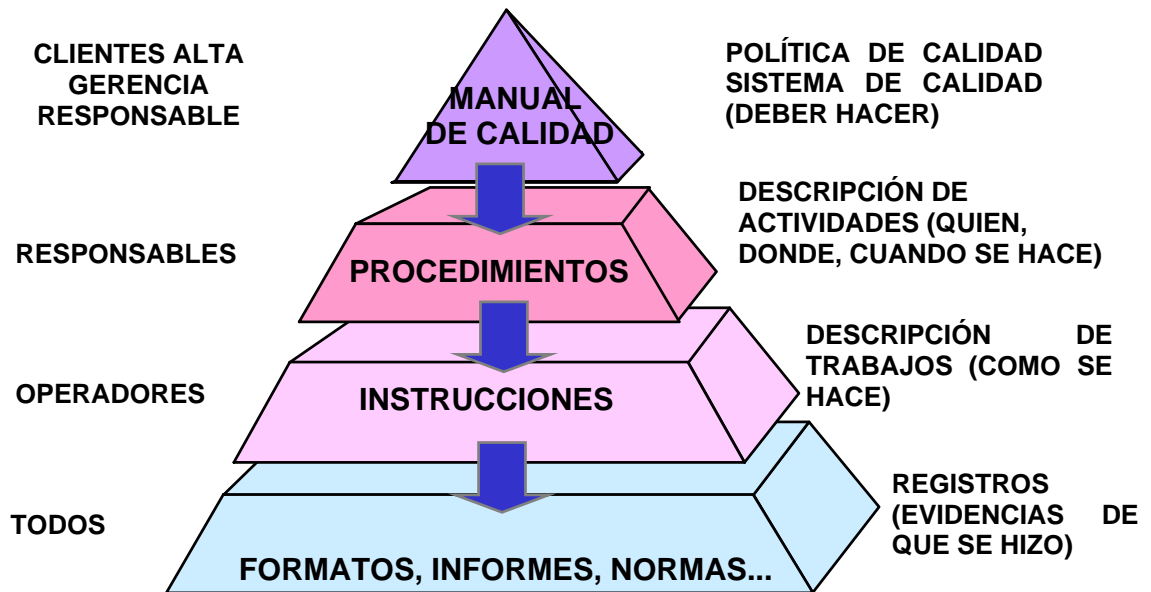 CLIENTES ALTA
GERENCIA
RESPONSABLE
MANUAL
DE CALIDAD
POLÍTICA DE CALIDAD
SISTEMA DE CALIDAD
(DEBER HACER)
RESPONSABLES
PROCEDIMIENTOS
DESCRIPCIÓN DE
ACTIVIDADES (QUIEN,
DONDE, CUANDO SE HACE)
OPERADORES
INSTRUCCIONES
DESCRIPCIÓN DE
TRABAJOS (COMO SE
HACE)
TODOS
FORMATOS, INFORMES, NORMAS...
REGISTROS
(EVIDENCIAS DE
QUE SE HIZO)